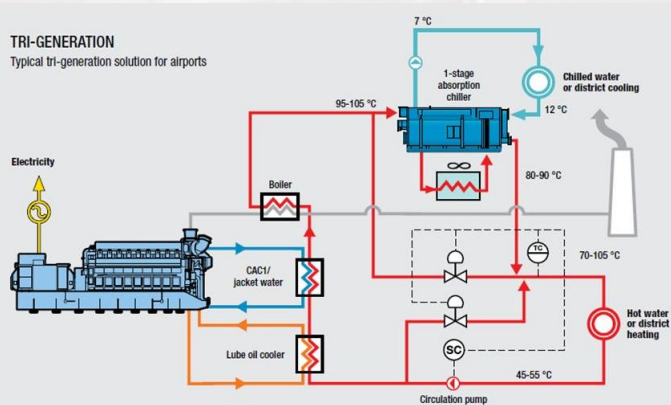 TRI-GENERATION
Typical tri-generation solution for airports
7 °C
1-stage
absorption
chiller
Chilled water
or district cooling
95-105 °C
12 °C
Electricity
80-90 °C
Boiler
CAC1/
jacket water
TC
70-105 °C
Hot water
or district
heating
Lube oil cooler
SC
45-55 °C
Circulation pump